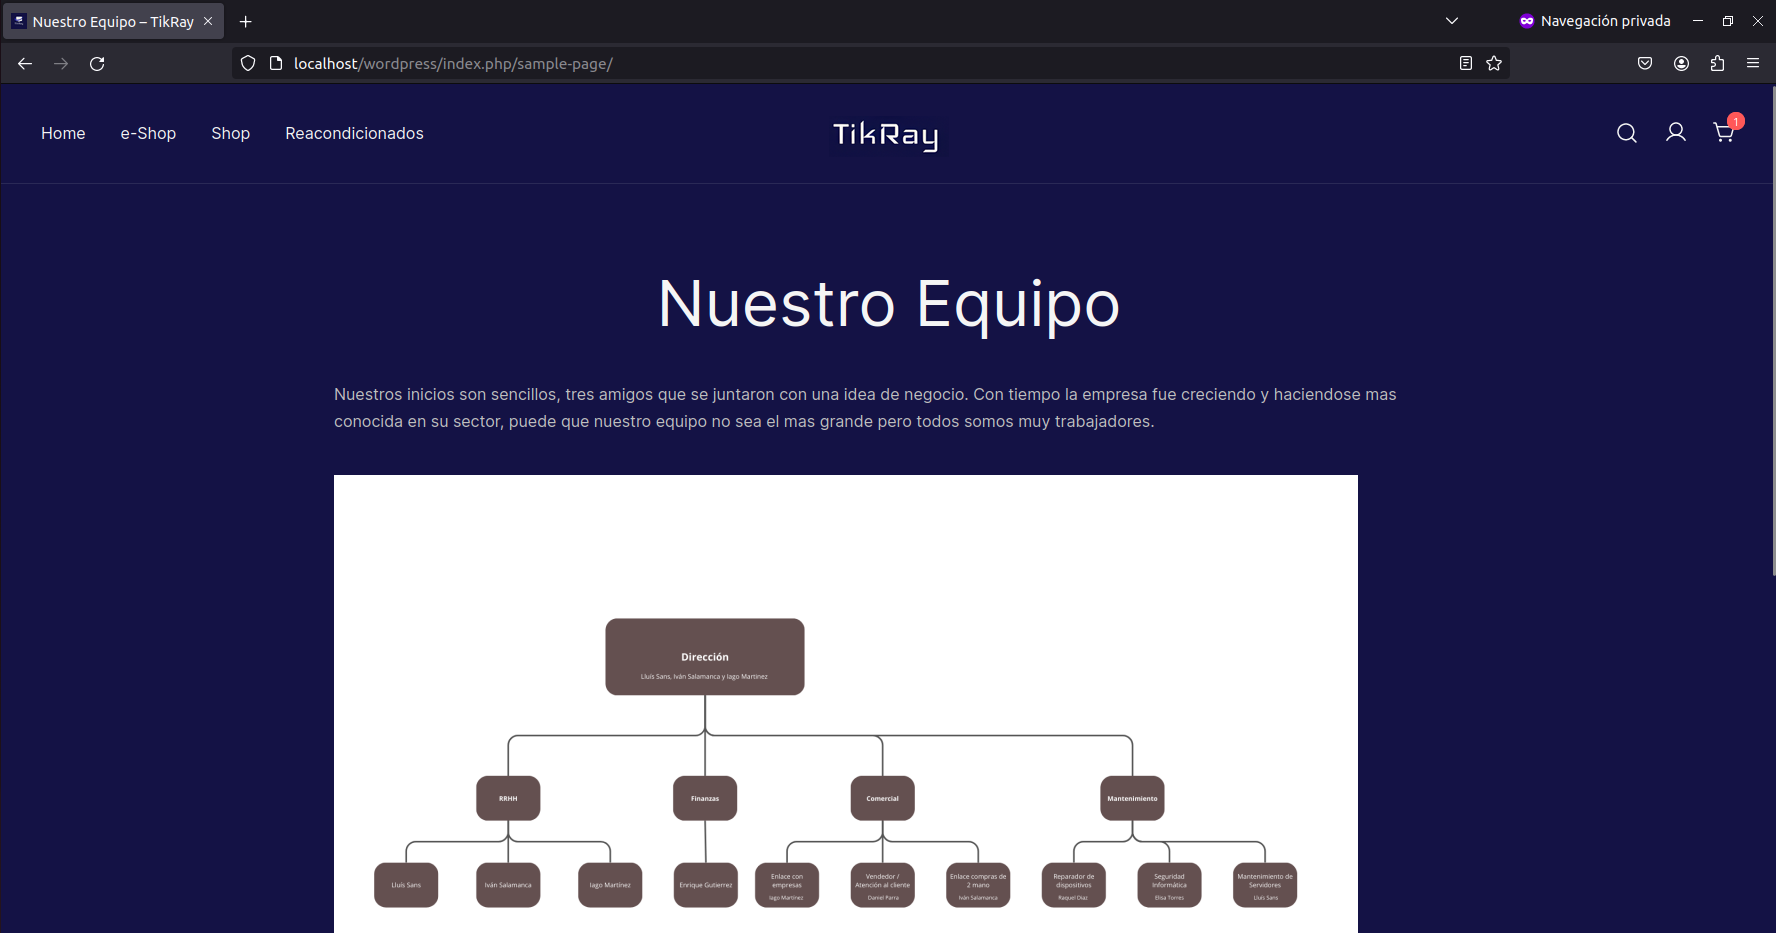 Nuestro Equipo – TikRay
Navegación privada
localhost/wordpress/index.php/sample-page/
Home e-Shop Shop Reacondicionados
TikRay
1
Nuestro Equipo
Nuestros inicios son sencillos, tres amigos que se juntaron con una idea de negocio. Con tiempo la empresa fue creciendo y haciendose mas
conocida en su sector, puede que nuestro equipo no sea el mas grande pero todos somos muy trabajadores.
Dirección
Lluís Sans, Iván Salamanca y Iago Martinez
RRHH
Finanzas
Comercial
Mantenimiento
Lluís Sans
Iván Salamanca
Iago Martínez
Enrique Gutierrez
Enlace con
empresas
Iago Martínez
Vendedor /
Atención al cliente
Daniel Parra
Enlace compras de
2 mano
Iván Salamanca
Reparador de
dispositivos
Raquel Diaz
Seguridad
Informática
Elisa Torres
Mantenimiento de
Servidores
Lluís Sans